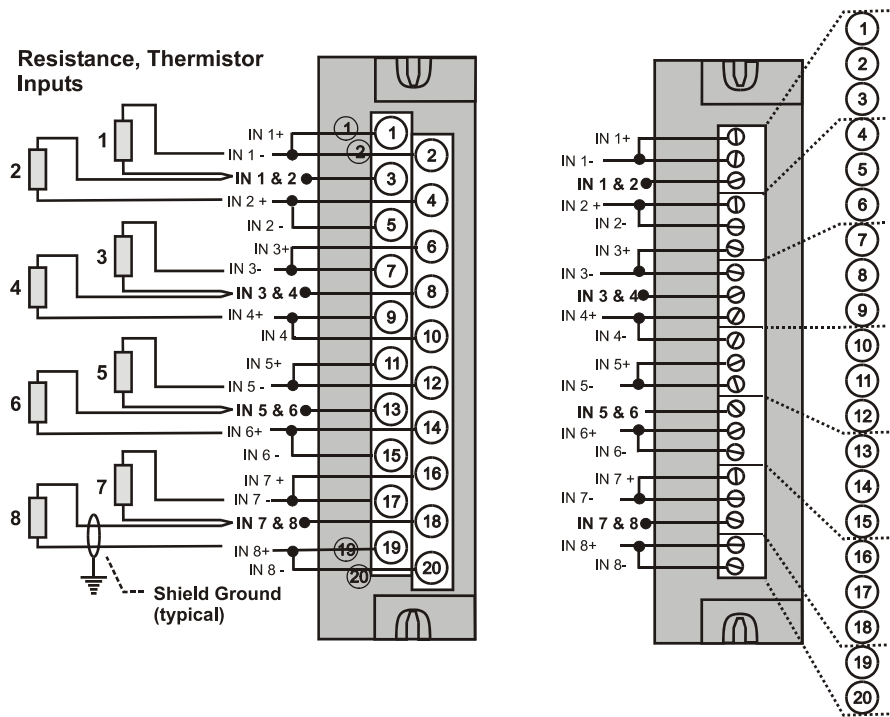 Resistance, Thermistor
Inputs
1
2
IN 1+
IN 1 -
IN 1 & 2
IN 2 +
IN 2 -
3
4
IN 3+
IN 3-
IN 3 & 4
IN 4+
IN 4
5
6
IN 5+
IN 5 -
IN 5 & 6
IN 6+
IN 6 -
7
8
IN 7 +
IN 7 -
IN 7 & 8
IN 8+
IN 8 -
Shield Ground
(typical)
1
2
19
20
1
2
3
4
5
6
7
8
9
10
11
12
13
14
15
16
17
18
19
20
IN 1+
IN 1-
IN 1 & 2
IN 2 +
IN 2-
IN 3+
IN 3-
IN 3 & 4
IN 4+
IN 4-
IN 5+
IN 5-
IN 5 & 6
IN 6+
IN 6-
IN 7 +
IN 7-
IN 7 & 8
IN 8+
IN 8-
1
2
3
4
5
6
7
8
9
10
11
12
13
14
15
16
17
18
19
20